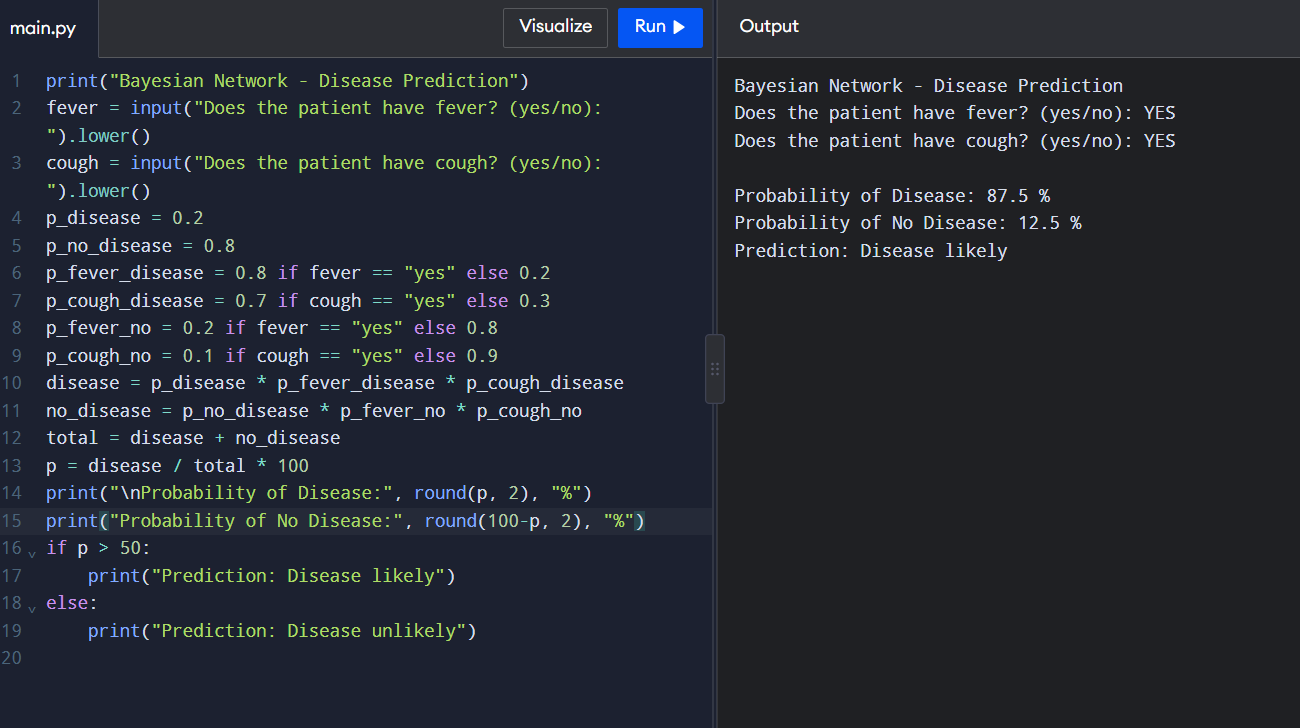 main.py
Visualize
Run
Output
1 print("Bayesian Network - Disease Prediction")
2 fever = input("Does the patient have fever? (yes/no):
").lower()
3 cough = input("Does the patient have cough? (yes/no):
").lower()
4 p_disease = 0.2
5 p_no_disease = 0.8
6 p_fever_disease = 0.8 if fever == "yes" else 0.2
7 p_cough_disease = 0.7 if cough == "yes" else 0.3
8 p_fever_no = 0.2 if fever == "yes" else 0.8
9 p_cough_no = 0.1 if cough == "yes" else 0.9
10 disease = p_disease * p_fever_disease * p_cough_disease
11 no_disease = p_no_disease * p_fever_no * p_cough_no
12 total = disease + no_disease
13 p = disease / total * 100
14 print("\nProbability of Disease:", round(p, 2), "%")
15 print("Probability of No Disease:", round(100-p, 2), "%")
16 if p > 50:
17     print("Prediction: Disease likely")
18 else:
19     print("Prediction: Disease unlikely")
20
Bayesian Network - Disease Prediction
Does the patient have fever? (yes/no): YES
Does the patient have cough? (yes/no): YES
Probability of Disease: 87.5 %
Probability of No Disease: 12.5 %
Prediction: Disease likely